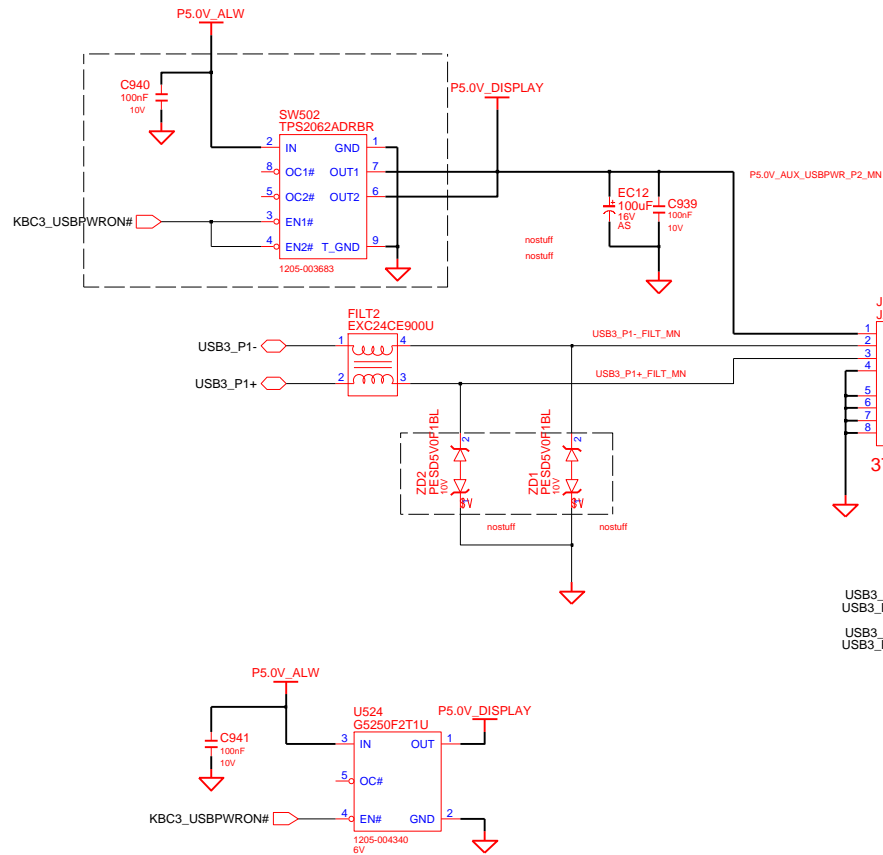 P5.0V_ALW
C940
100nF
10V
P5.0V_DISPLAY
SW502
TPS2062ADRBR
2 IN GND 1
8 OC1# OUT1 7
5 OC2# OUT2 6
3 EN1#
4 EN2# T_GND 9
1205-003683
KBC3_USBPWRON#
EC12
100uF
16V
AS
C939
100nF
10V
P5.0V_AUX_USBPWR_P2_MN
nostuff
nostuff
FILT2
EXC24CE900U
USB3_P1- 1 4 USB3_P1-_FILT_MN
USB3_P1+ 2 3 USB3_P1+_FILT_MN
J
J
1
2
3
4
5
6
7
8
ZD2
PESD5V0F1BL
10V
2
ZD1
PESD5V0F1BL
10V
2
nostuff
nostuff
USB3_
USB3_
P5.0V_ALW
C941
100nF
10V
U524
G5250F2T1U
P5.0V_DISPLAY
3 IN OUT 1
5 OC#
KBC3_USBPWRON# 4 EN# GND 2
1205-004340
6V